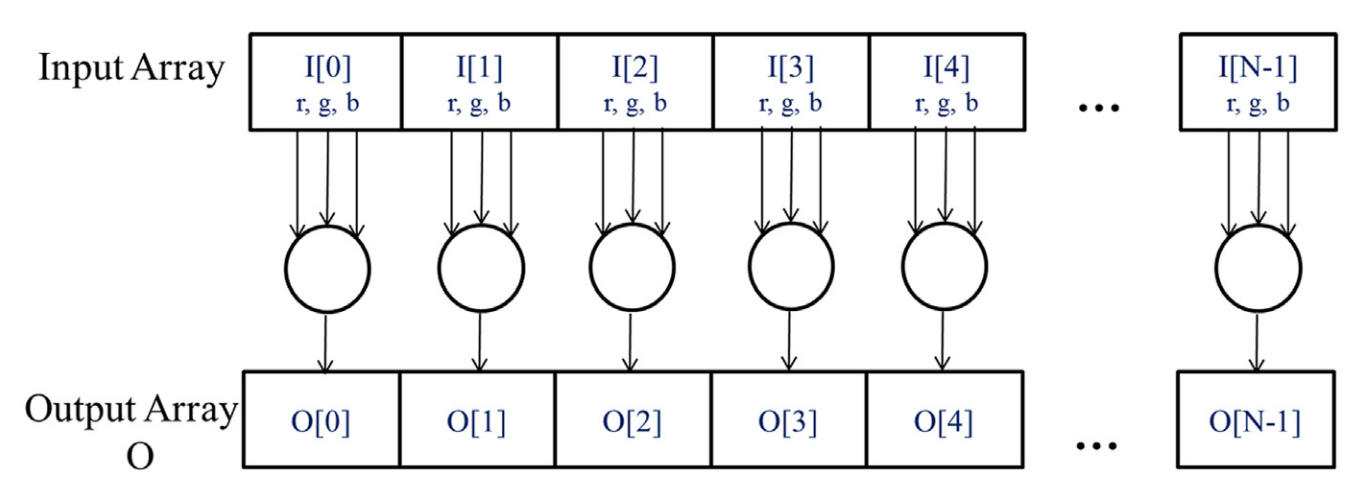 Input Array
I[0] I[1] I[2] I[3] I[4] ... I[N-1]
r, g, b r, g, b r, g, b r, g, b r, g, b r, g, b
Output Array
O
O[0] O[1] O[2] O[3] O[4] ... O[N-1]